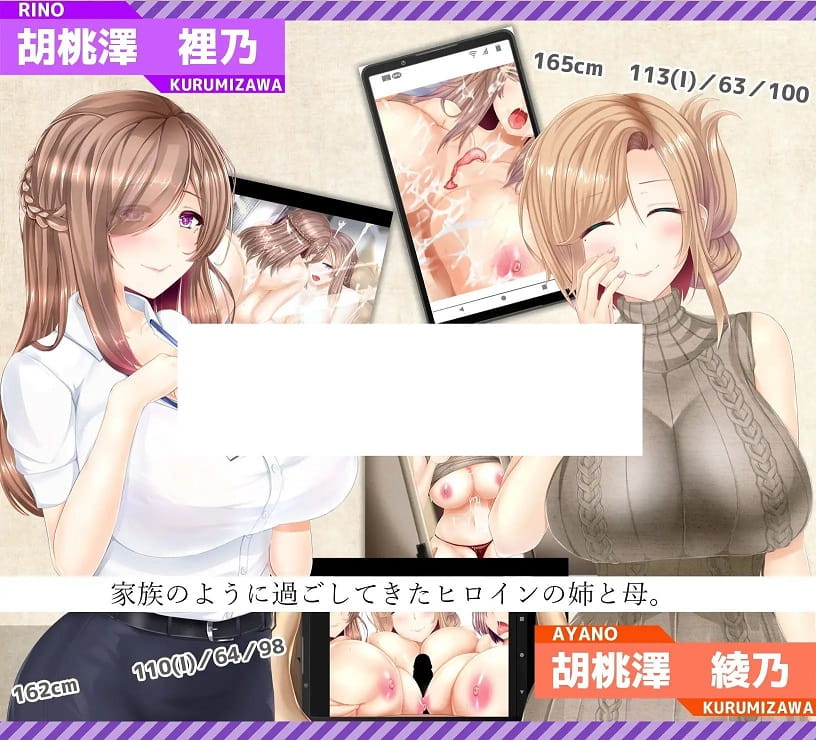 RINO
胡桃澤 裡乃
KURUMIZAWA
165cm 113(I)/63/100
家族のように過ごしてきたヒロインの姉と母。
162cm 110(I)/64/98
AYANO
胡桃澤 綾乃
KURUMIZAWA